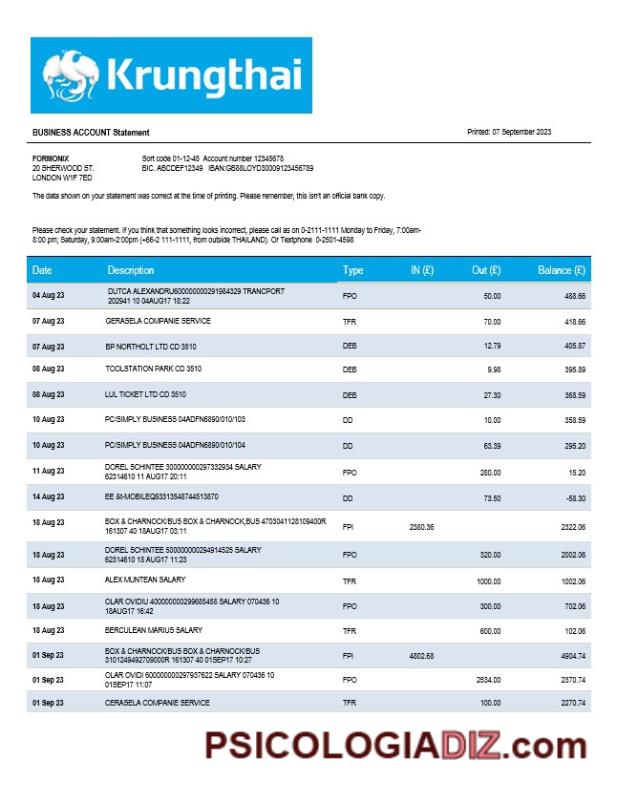 Krungthai
BUSINESS ACCOUNT Statement Printed: 07 September 2023
FORMONIX Sort code 01-12-45 Account number 12345678
20 SHERWOOD ST. BIC. ABCDEF12349 IBAN:GB88LOYD30009123456789
LONDON W1F 7ED
The data shown on your statement was correct at the time of printing. Please remember, this isn't an official bank copy.
Please check your statement. If you think that something looks incorrect, please call as on 0-2111-1111 Monday to Friday, 7:00am-
8:00 pm; Saturday, 9:00am-2:00pm (+66-2 111-1111, from outside THAILAND). Or Textphone 0-2501-4598
Date Description Type IN (£) Out (£) Balance (£)
04 Aug 23 DUTCA ALEXANDRU600000000291984329 TRANCPORT
202941 10 04AUG17 18:22 FPO 50.00 488.66
07 Aug 23 GERASELA COMPANIE SERVICE TFR 70.00 418.66
07 Aug 23 BP NORTHOLT LTD CD 3510 DEB 12.79 405.87
08 Aug 23 TOOLSTATION PARK CD 3510 DEB 9.98 395.89
08 Aug 23 LUL TICKET LTD CD 3510 DEB 27.30 368.59
10 Aug 23 PC/SIMPLY BUSINESS 04ADFN6890/010/103 DD 10.00 358.59
10 Aug 23 PC/SIMPLY BUSINESS 04ADFN6890/010/104 DD 63.39 295.20
11 Aug 23 DOREL SCHINTEE 300000000297332934 SALARY
62314610 11 AUG17 20:11 FPO 280.00 15.20
14 Aug 23 EE &t-MOBILEQ63313548744513870 DD 73.50 -58.30
18 Aug 23 BOX & CHARNOCK/BUS BOX & CHARNOCK,BUS 4703041128109400R
161307 40 18AUG17 03:11 FPI 2380.36 2322.06
18 Aug 23 DOREL SCHINTEE 500000000294914525 SALARY
62314610 18 AUG17 11:23 FPO 320.00 2002.06
18 Aug 23 ALEX MUNTEAN SALARY TFR 1000.00 1002.06
18 Aug 23 OLAR OVIDIU 400000000299685458 SALARY 070436 10
18AUG17 16:42 FPO 300.00 702.06
18 Aug 23 BERCULEAN MARIUS SALARY TFR 600.00 102.06
01 Sep 23 BOX & CHARNOCK/BUS BOX & CHARNOCK/BUS
3101249492709000R 161307 40 01SEP17 10:27 FPI 4802.68 4904.74
01 Sep 23 OLAR OVIDI 600000000297937622 SALARY 070436 10
01SEP17 11:07 FPO 2534.00 2370.74
01 Sep 23 CERASELA COMPANIE SERVICE TFR 100.00 2270.74
PSICOLOGIADIZ.com